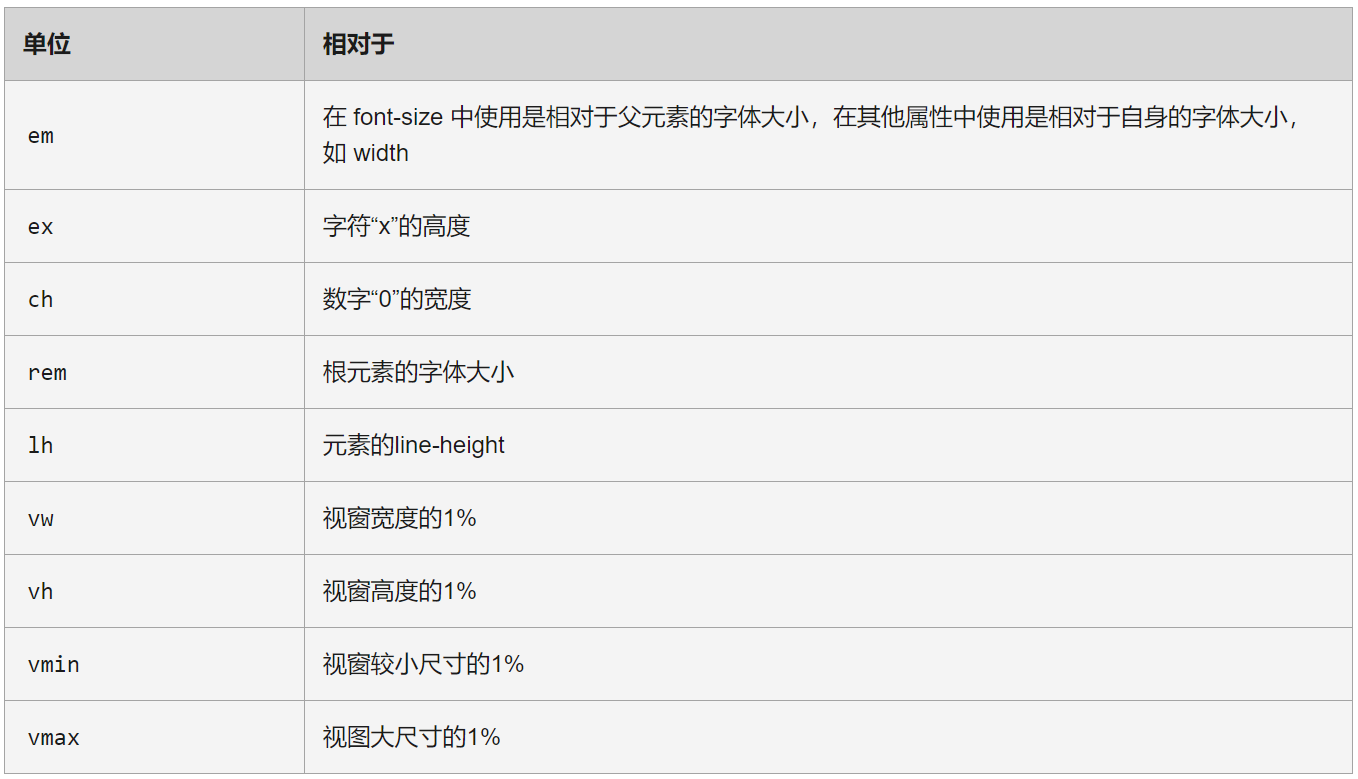 单位 相对于
em 在 font-size 中使用是相对于父元素的字体大小，在其他属性中使用是相对于自身的字体大小，
如 width
ex 字符“x”的高度
ch 数字“0”的宽度
rem 根元素的字体大小
lh 元素的line-height
vw 视窗宽度的1%
vh 视窗高度的1%
vmin 视窗较小尺寸的1%
vmax 视图大尺寸的1%